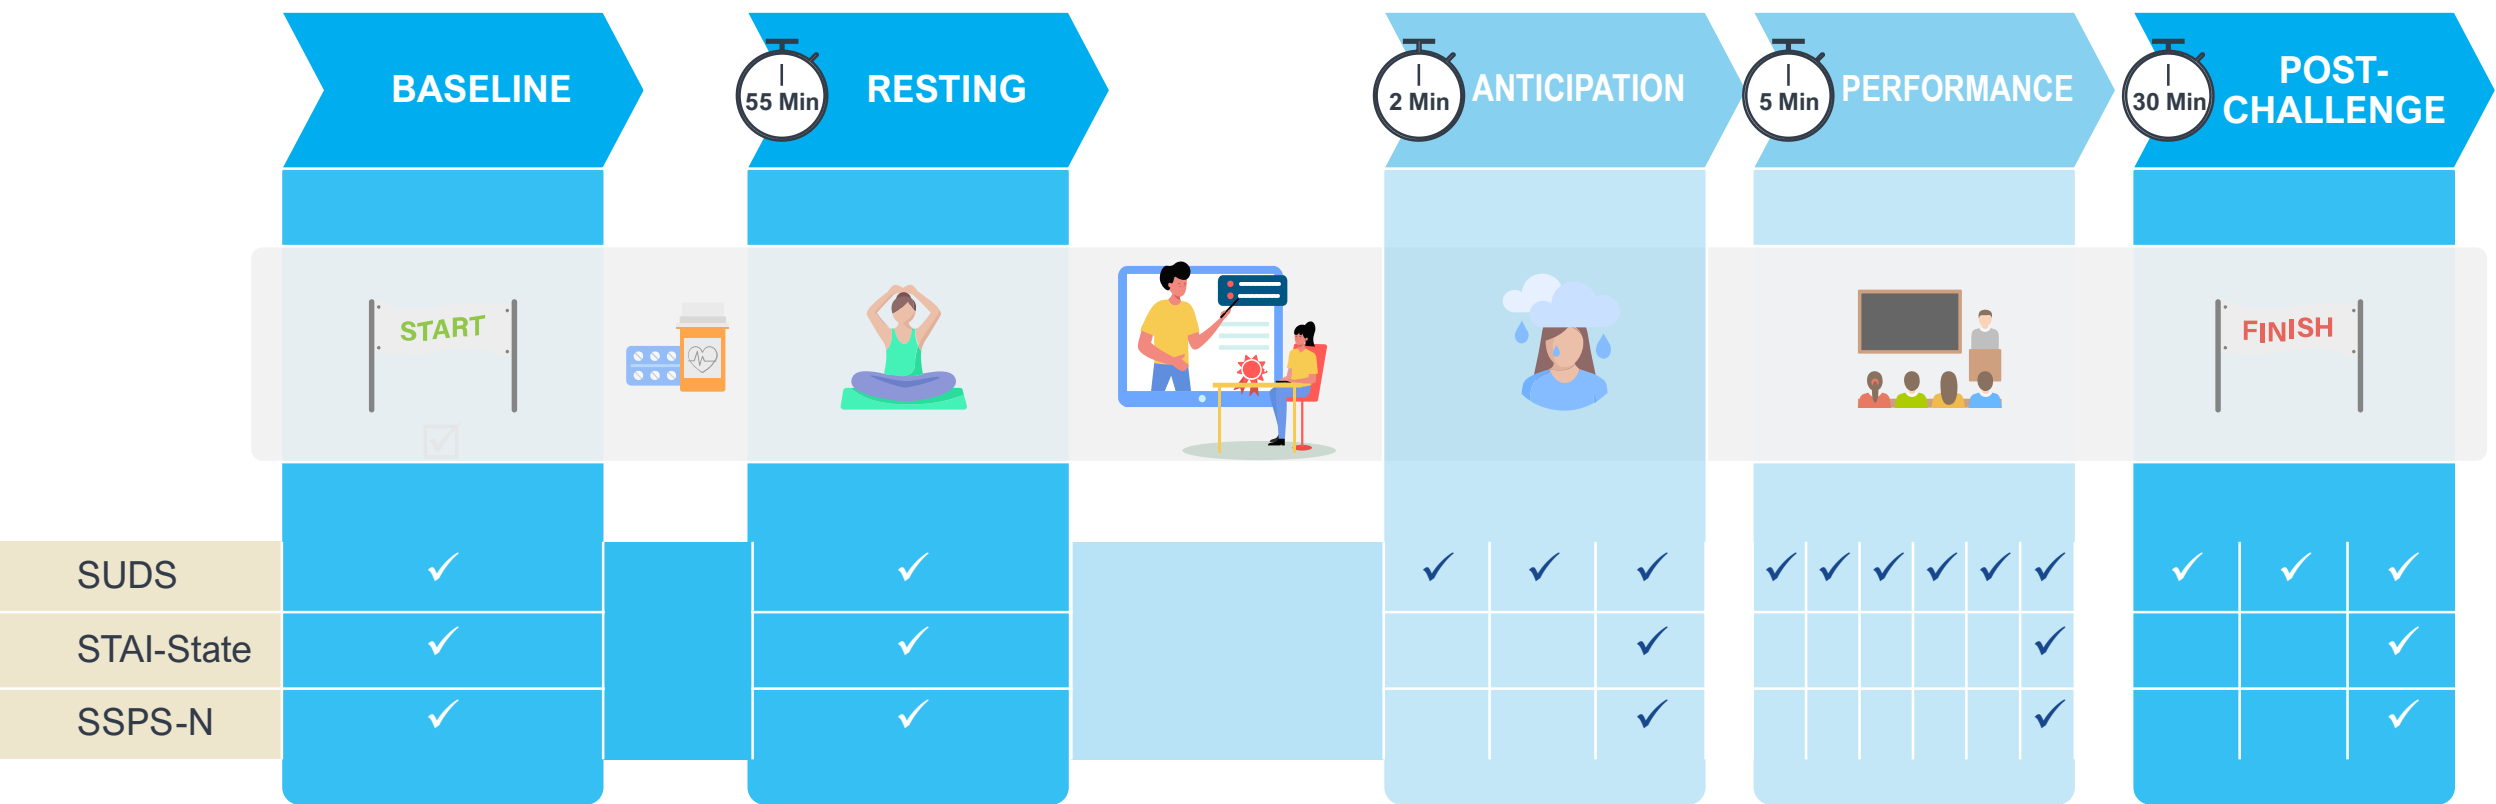 BASELINE
55 Min
RESTING
2 Min
ANTICIPATION
5 Min
PERFORMANCE
30 Min
POST-
CHALLENGE
START
FINISH
SUDS
STAI-State
SSPS-N